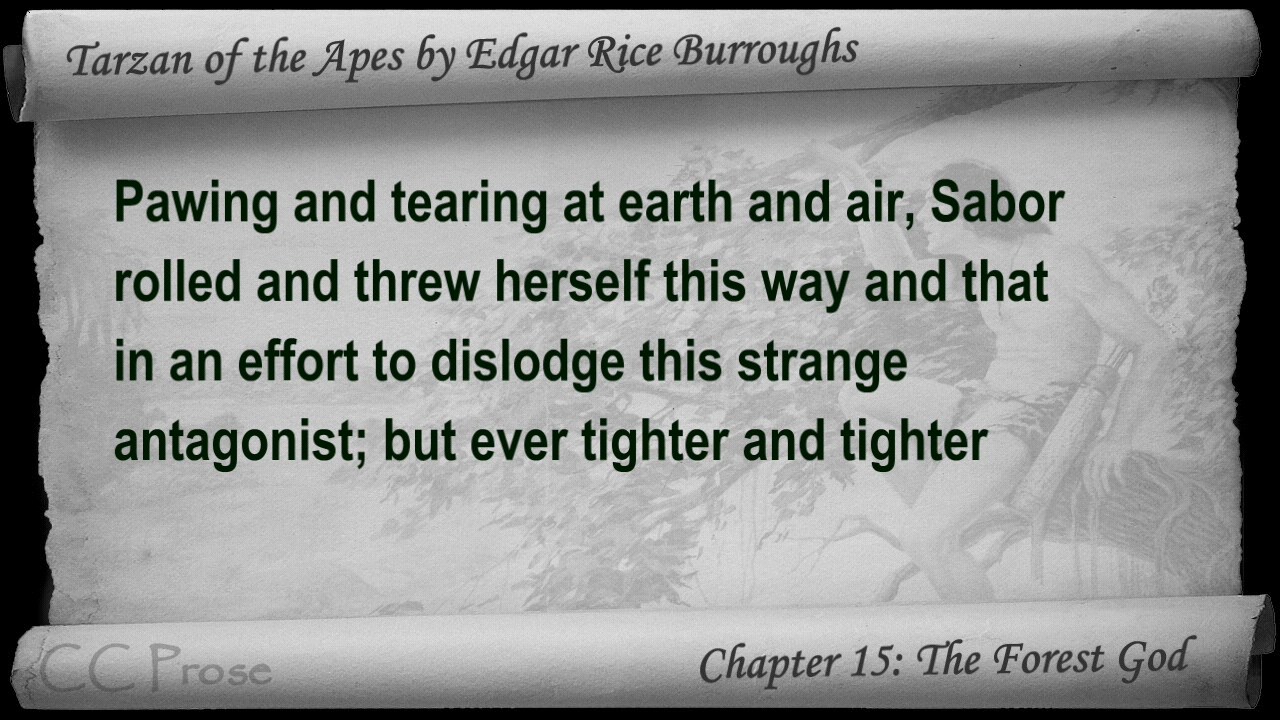 Tarzan of the Apes by Edgar Rice Burroughs
Pawing and tearing at earth and air, Sabor
rolled and threw herself this way and that
in an effort to dislodge this strange
antagonist; but ever tighter and tighter
CC Prose
Chapter 15: The Forest God